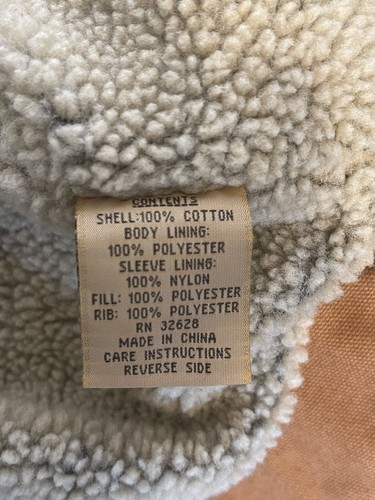 CONTENTS
SHELL:100% COTTON
BODY LINING:
100% POLYESTER
SLEEVE LINING:
100% NYLON
FILL: 100% POLYESTER
RIB: 100% POLYESTER
RN 32628
MADE IN CHINA
CARE INSTRUCTIONS
REVERSE SIDE